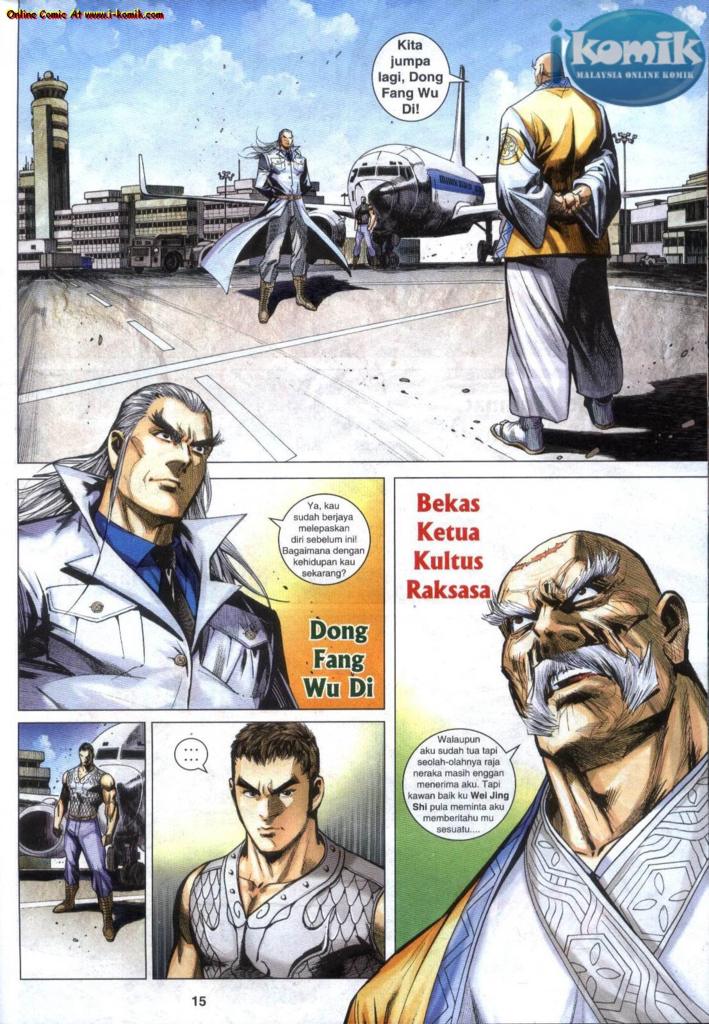 Online Comic At www.i-komik.com
ikomik
MALAYSIA ONLINE KOMIK
Kita
jumpa
lagi, Dong
Fang Wu
Di!
Ya, kau
sudah berjaya
melepaskan
diri sebelum ini!
Bagaimana dengan
kehidupan kau
sekarang?
Dong
Fang
Wu Di
Bekas
Ketua
Kultus
Raksasa
Walaupun
aku sudah tua tapi
seolah-olahnya raja
neraka masih enggan
menerima aku. Tapi
kawan baik ku Wei Jing
Shi pula meminta aku
memberitahu mu
sesuatu....
...
...
15